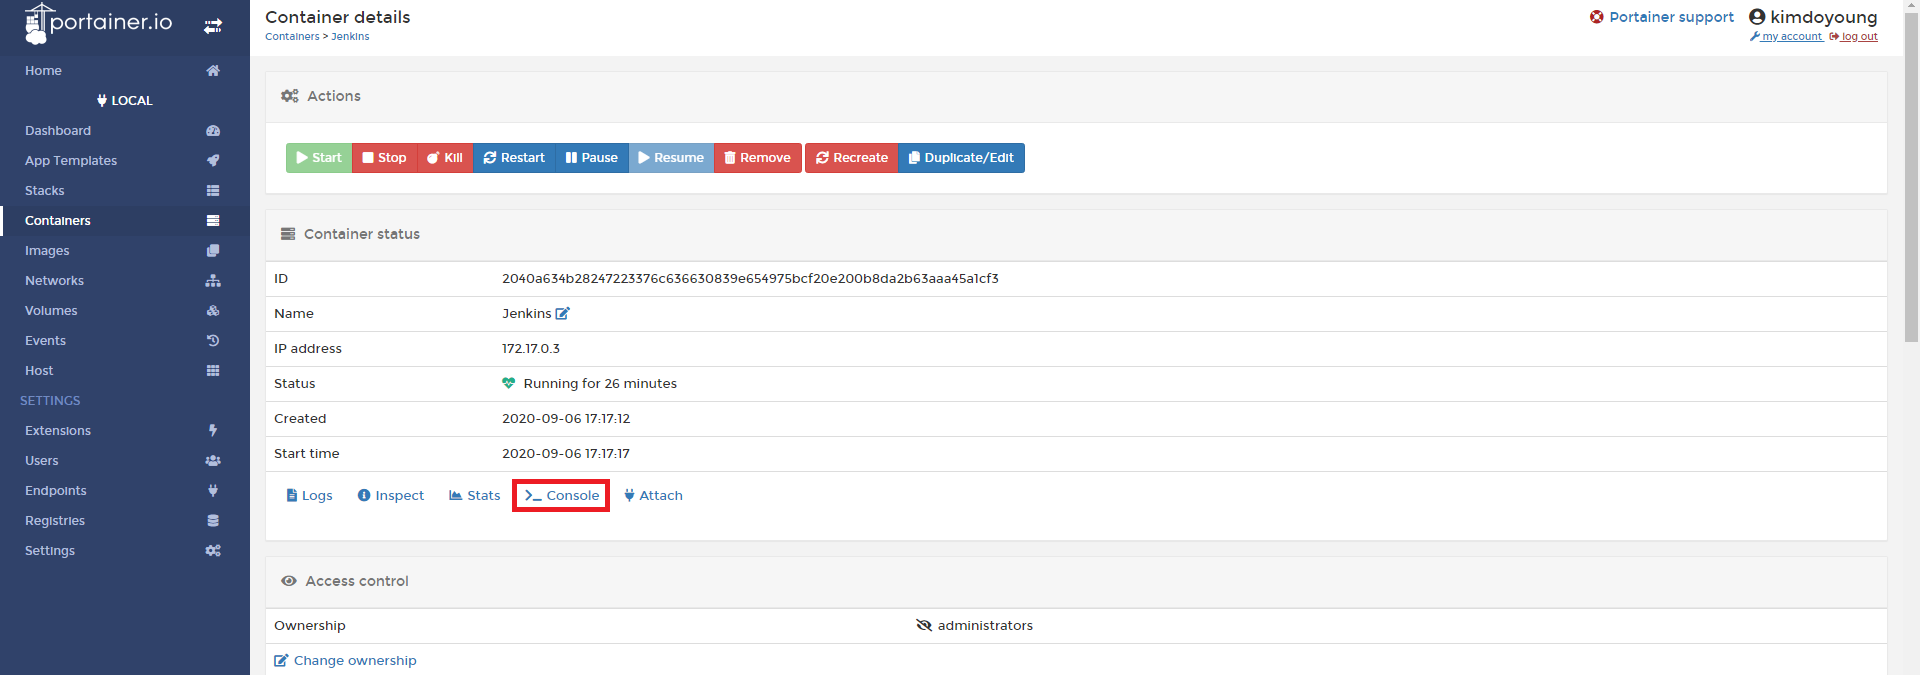 portainer.io
Home
LOCAL
Dashboard
App Templates
Stacks
Containers
Images
Networks
Volumes
Events
Host
SETTINGS
Extensions
Users
Endpoints
Registries
Settings
Container details
Containers > Jenkins
Portainer support
kimdoyoung
my account
log out
Actions
Start Stop Kill Restart Pause Resume Remove Recreate Duplicate/Edit
Container status
ID 2040a634b28247223376c636630839e654975bcf20e200b8da2b63aaa45a1cf3
Name Jenkins
IP address 172.17.0.3
Status Running for 26 minutes
Created 2020-09-06 17:17:12
Start time 2020-09-06 17:17:17
Logs Inspect Stats >_ Console Attach
Access control
Ownership administrators
Change ownership